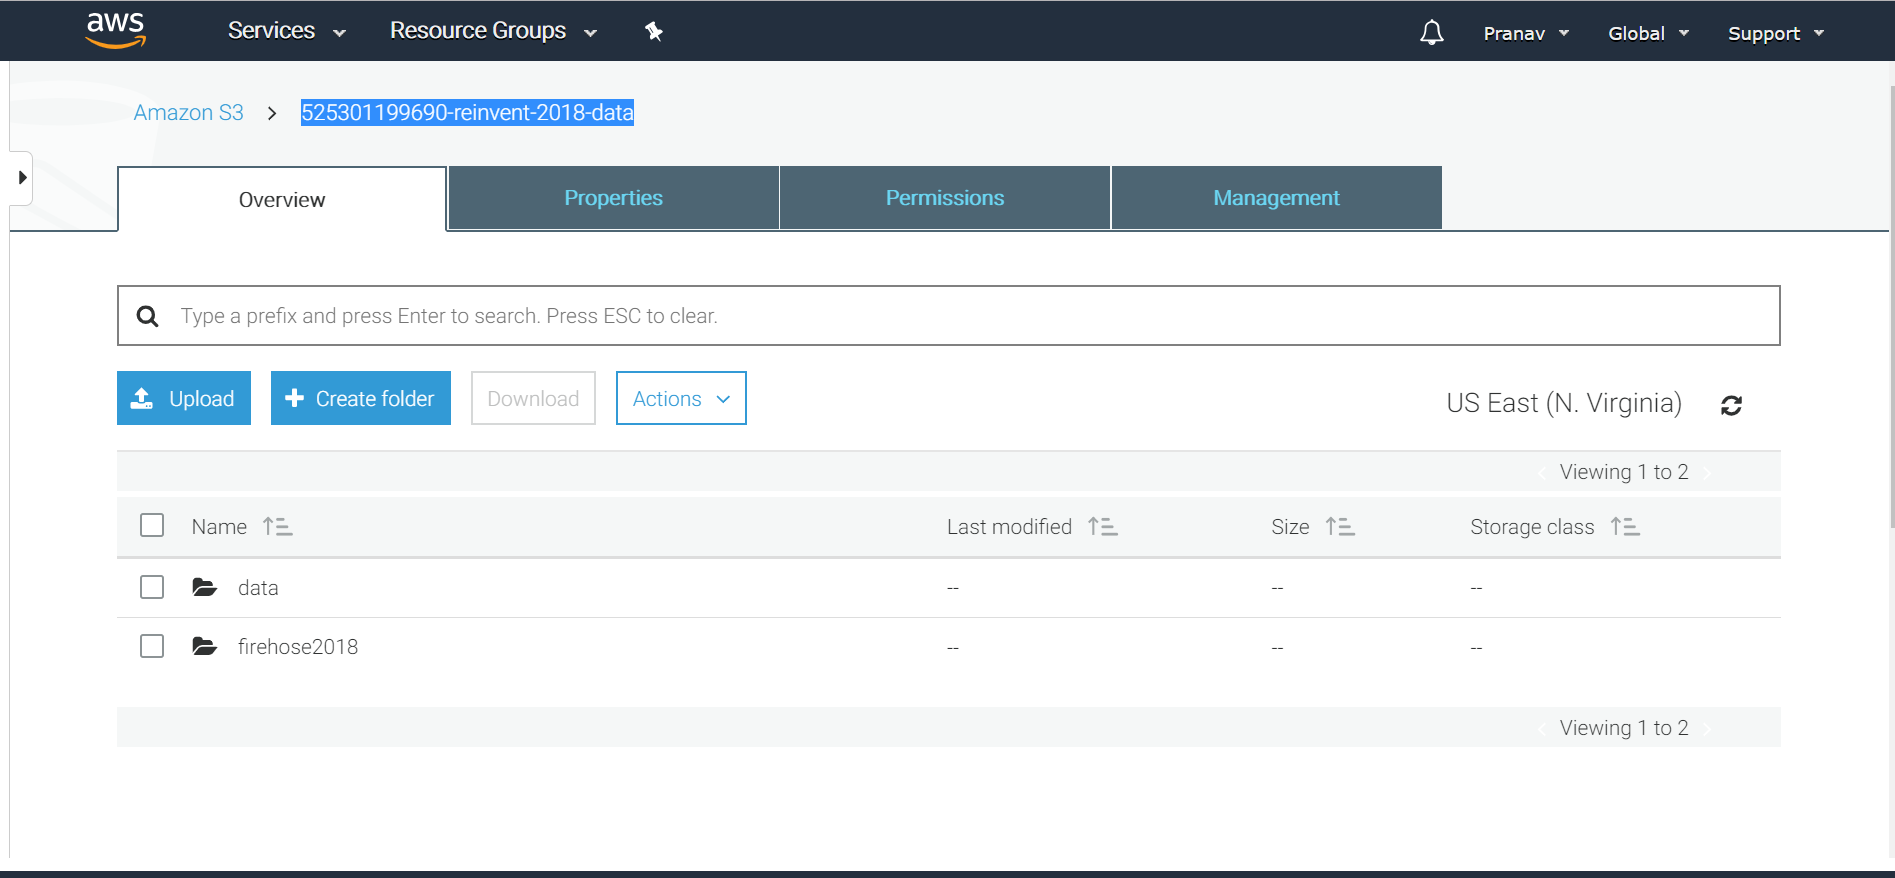 aws Services Resource Groups Pranav Global Support
Amazon S3 > 525301199690-reinvent-2018-data
Overview Properties Permissions Management
Type a prefix and press Enter to search. Press ESC to clear.
Upload Create folder Download Actions US East (N. Virginia)
Viewing 1 to 2
Name Last modified Size Storage class
data -- -- --
firehose2018 -- -- --
Viewing 1 to 2